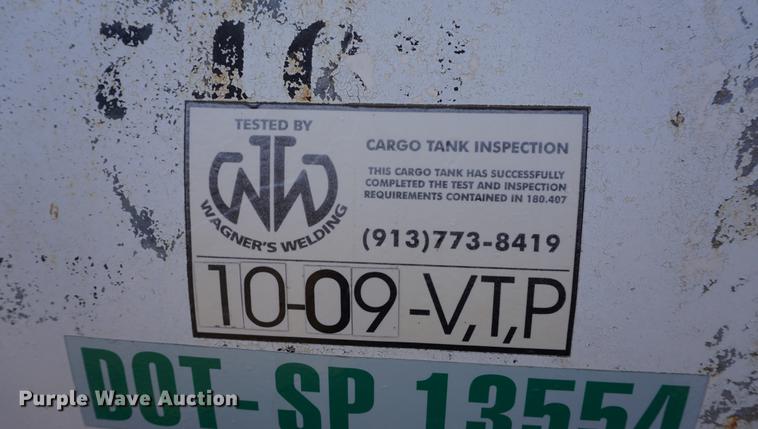 TESTED BY
WTW
WAGNER'S WELDING
CARGO TANK INSPECTION
THIS CARGO TANK HAS SUCCESSFULLY
COMPLETED THE TEST AND INSPECTION
REQUIREMENTS CONTAINED IN 180.407
(913)773-8419
10-09-V,T,P
DOT-SP 13554
Purple Wave Auction